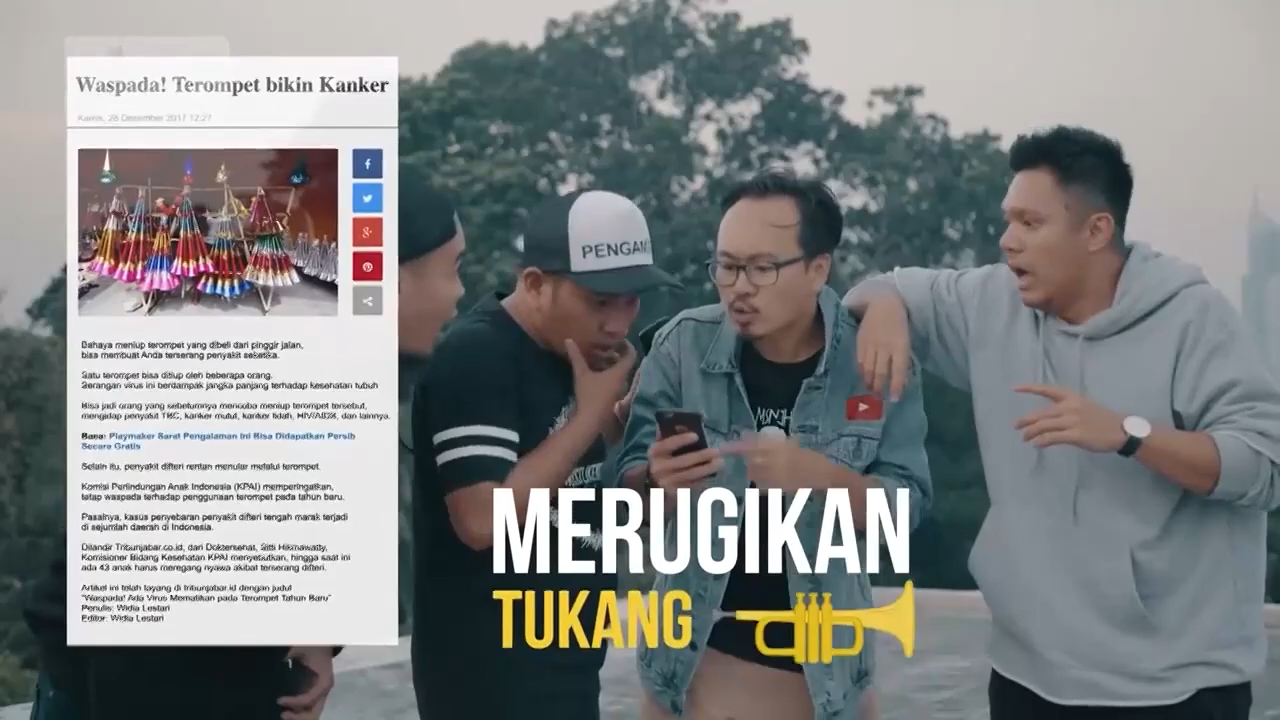 Waspada! Terompet bikin Kanker
Kamis, 28 Desember 2017 12:27
Bahaya meniup terompet yang dibeli dari pinggir jalan,
bisa membuat Anda terserang penyakit seketika.
Satu terompet bisa ditiup oleh beberapa orang.
Serangan virus ini berdampak jangka panjang terhadap kesehatan tubuh
Bisa jadi orang yang sebelumnya mencoba meniup terompet tersebut,
mengidap penyakit TBC, kanker mulut, kanker lidah, HIV/AIDS, dan lainnya.
Baca: Playmaker Barat Pengalaman Ini Bisa Didapatkan Persib
Secara Gratis
Selain itu, penyakit difteri rentan menular melalui terompet.
Komisi Perlindungan Anak Indonesia (KPAI) memperingatkan,
tetap waspada terhadap penggunaan terompet pada tahun baru.
Pasalnya, kasus penyebaran penyakit difteri tengah marak terjadi
di sejumlah daerah di Indonesia.
Dilansir Tribunjabar.co.id, dari Doktersehat, Sitti Hikmawatty,
Komisioner Bidang Kesehatan KPAI menyebutkan, hingga saat ini
ada 43 anak harus meregang nyawa akibat terserang difteri.
Artikel ini telah tayang di tribunjabar.id dengan judul
"Waspada! Ada Virus Mematikan pada Terompet Tahun Baru"
Penulis: Widia Lestari
Editor: Widia Lestari
PENGAM
MERUGIKAN
TUKANG